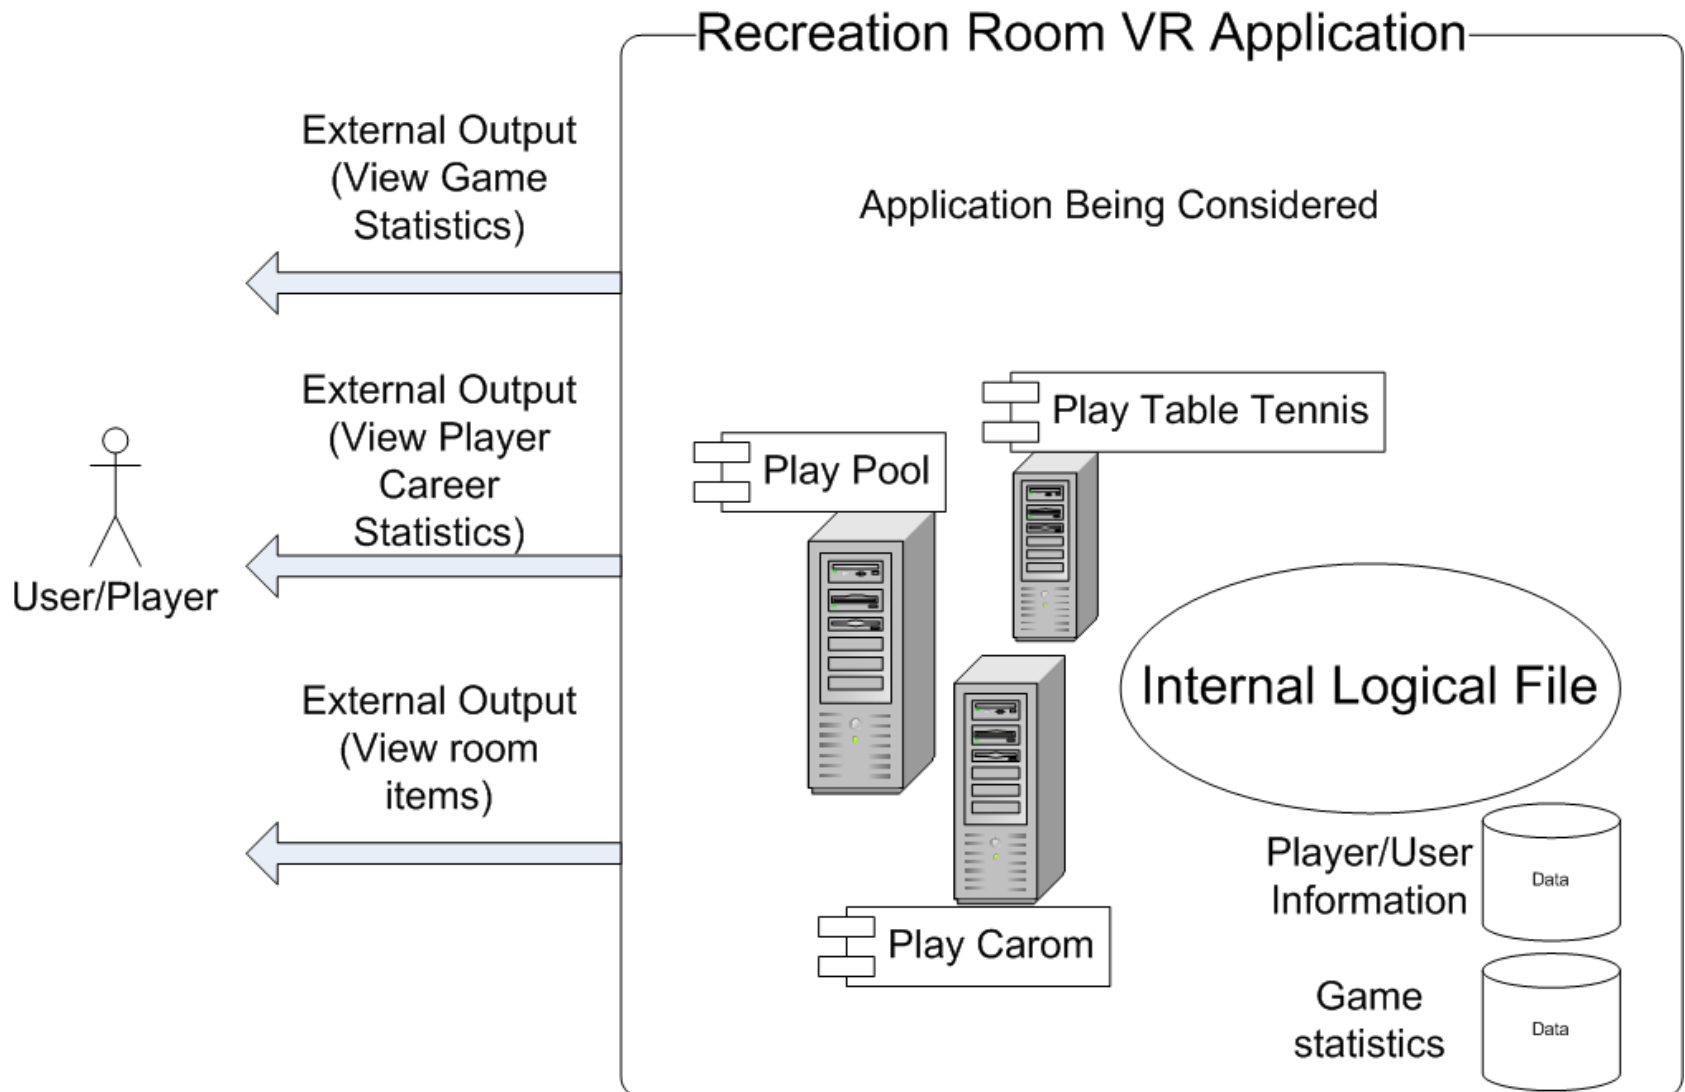 Recreation Room VR Application
External Output
(View Game
Statistics)
Application Being Considered
External Output
(View Player
Career
Statistics)
Play Table Tennis
Play Pool
User/Player
Internal Logical File
External Output
(View room
items)
Player/User
Information
Data
Play Carom
Game
statistics
Data